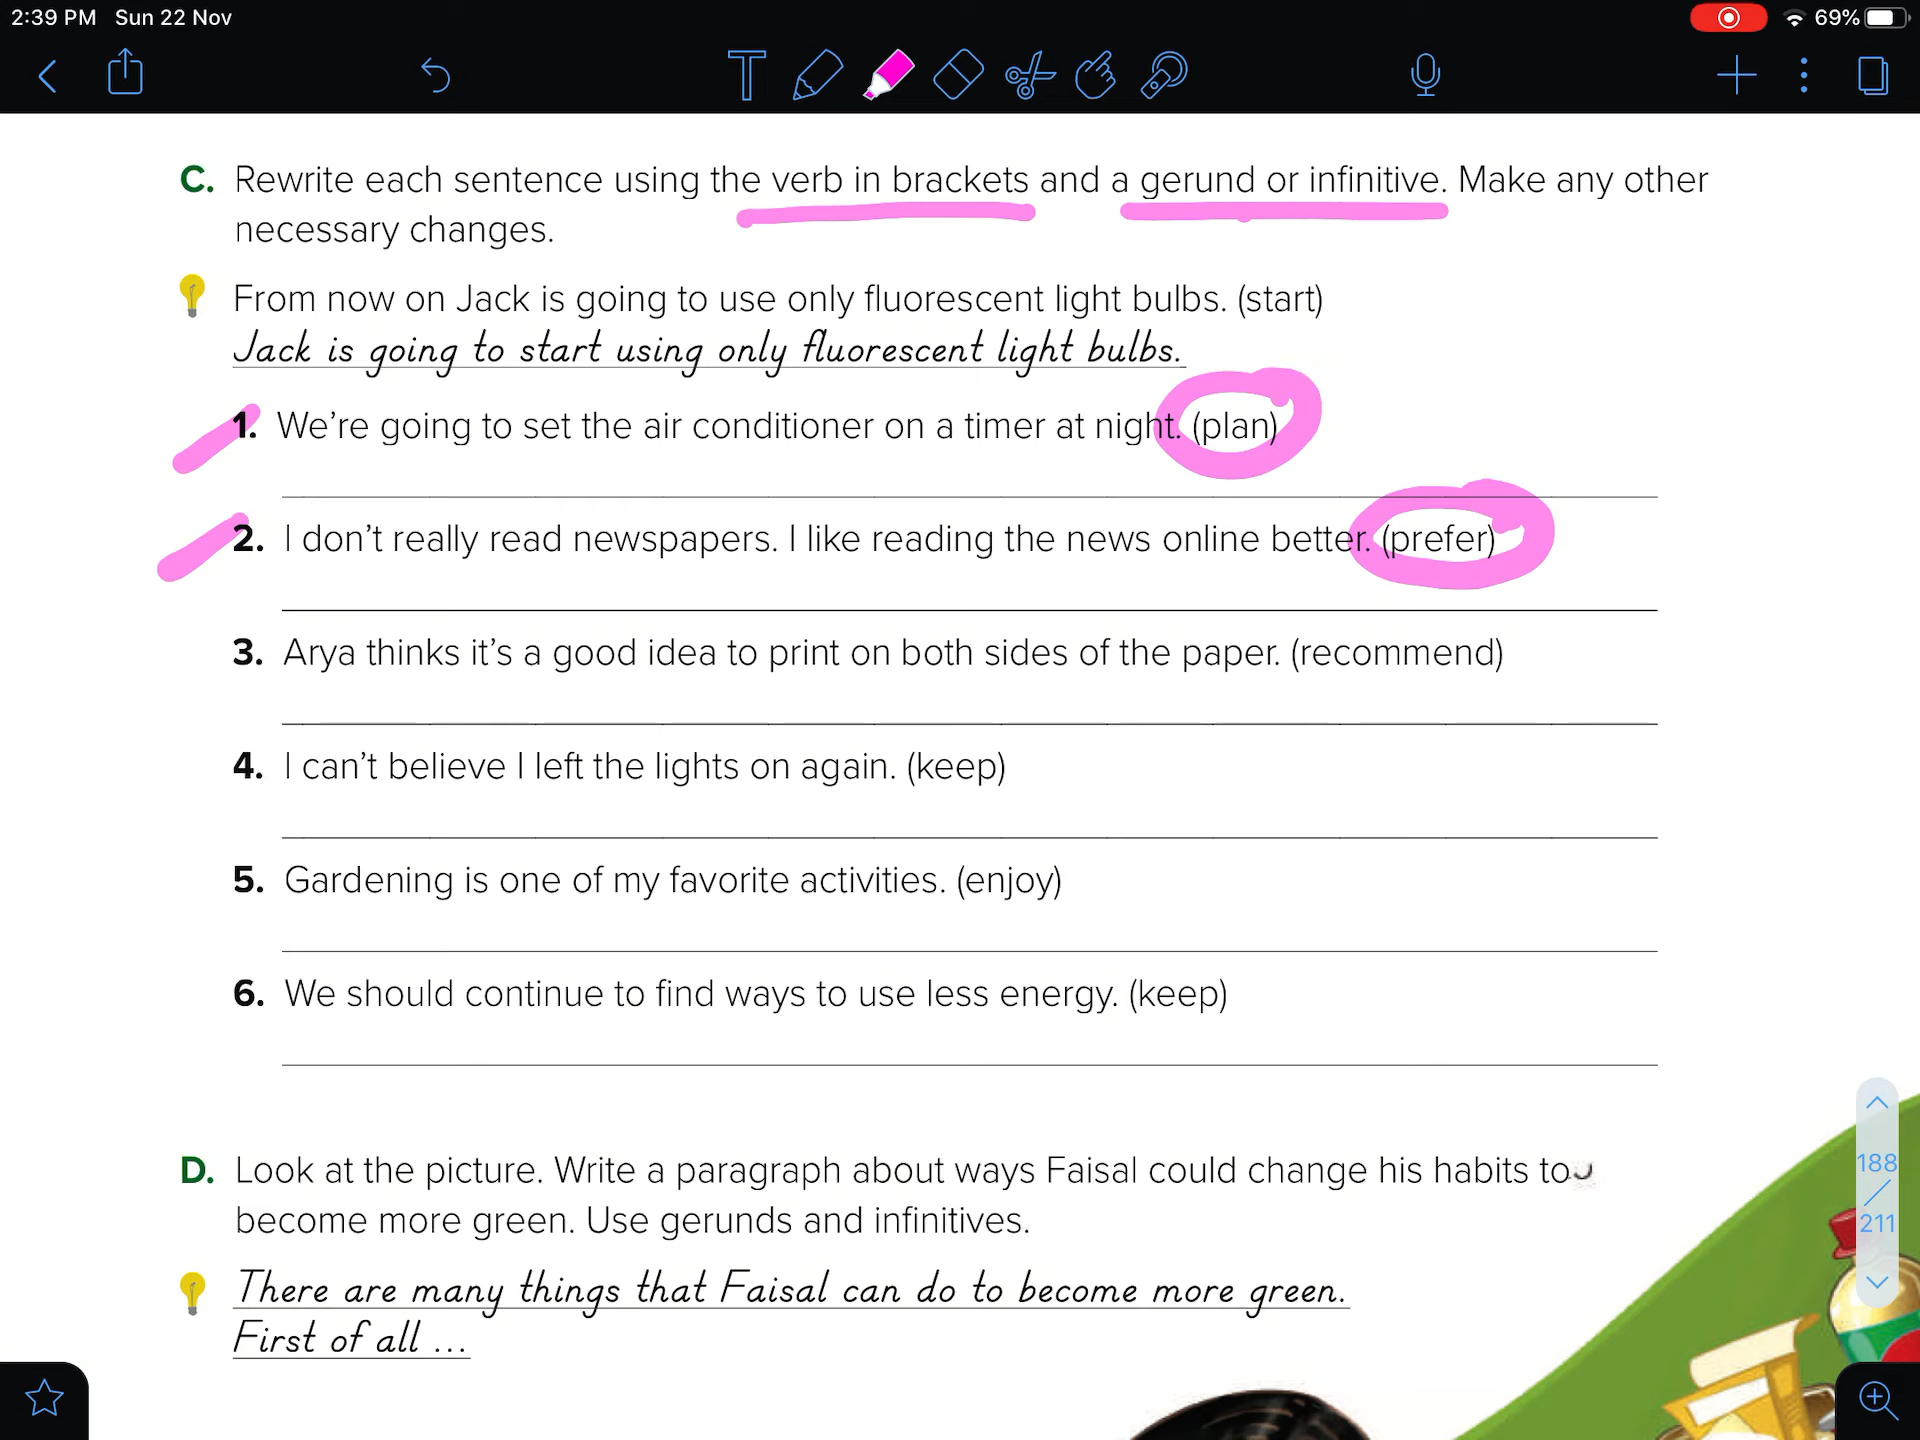 2:39 PM Sun 22 Nov
69%
C. Rewrite each sentence using the verb in brackets and a gerund or infinitive. Make any other
necessary changes.
From now on Jack is going to use only fluorescent light bulbs. (start)
Jack is going to start using only fluorescent light bulbs.
1. We’re going to set the air conditioner on a timer at night. (plan)
2. I don’t really read newspapers. I like reading the news online better. (prefer)
3. Arya thinks it’s a good idea to print on both sides of the paper. (recommend)
4. I can’t believe I left the lights on again. (keep)
5. Gardening is one of my favorite activities. (enjoy)
6. We should continue to find ways to use less energy. (keep)
D. Look at the picture. Write a paragraph about ways Faisal could change his habits to
become more green. Use gerunds and infinitives.
There are many things that Faisal can do to become more green.
First of all ...
188
/
211